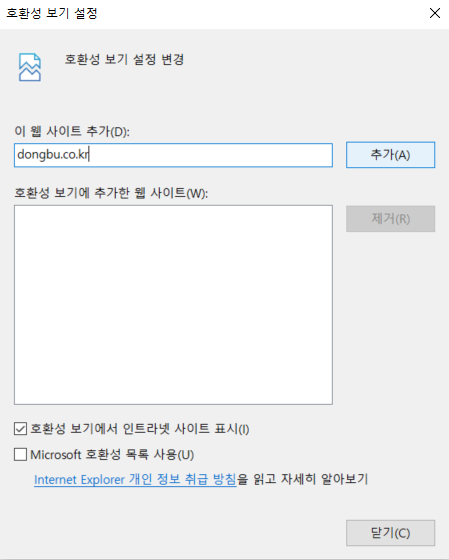 호환성 보기 설정
호환성 보기 설정 변경
이 웹 사이트 추가(D):
dongbu.co.kr
추가(A)
호환성 보기에 추가한 웹 사이트(W):
제거(R)
호환성 보기에서 인트라넷 사이트 표시(I)
Microsoft 호환성 목록 사용(U)
Internet Explorer 개인 정보 취급 방침을 읽고 자세히 알아보기
닫기(C)